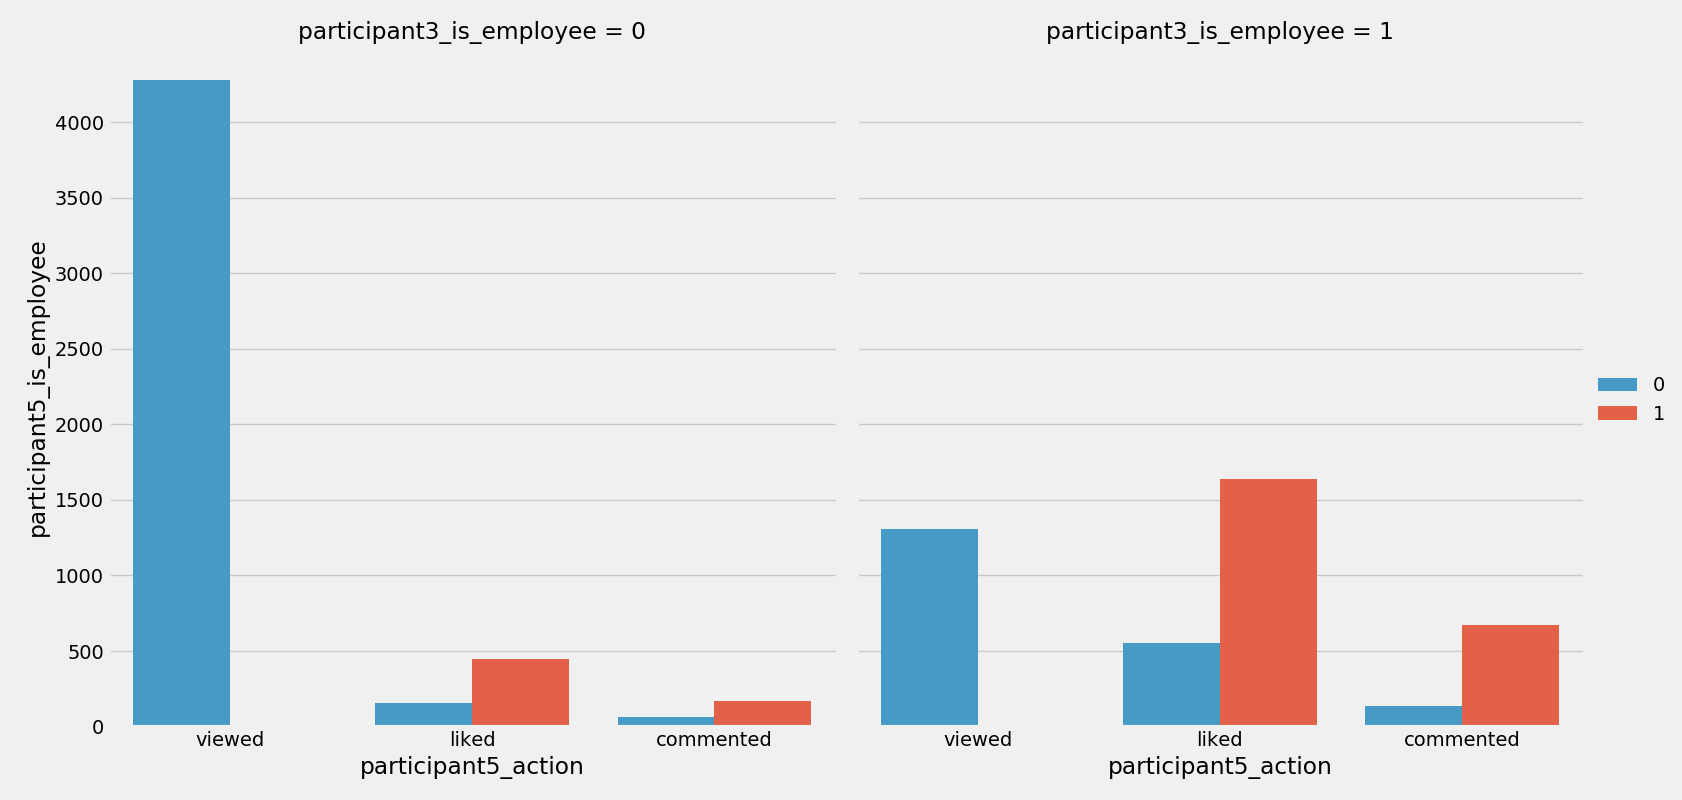 participant3_is_employee = 0
participant3_is_employee = 1
participant5_is_employee
4000
3500
3000
2500
2000
1500
1000
500
0
viewed
liked
commented
viewed
liked
commented
participant5_action
participant5_action
0
1